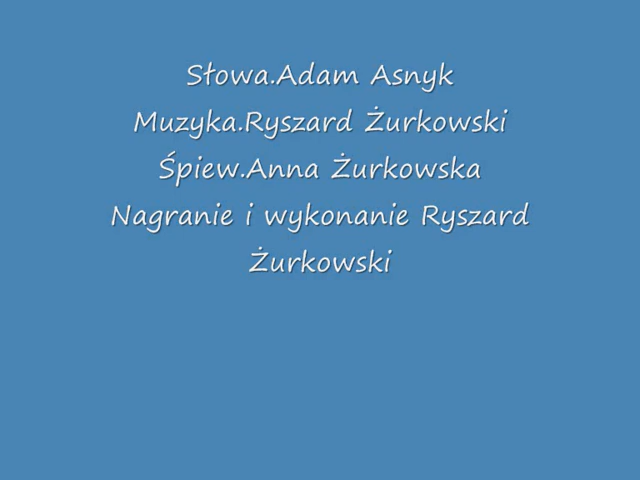 Słowa.Adam Asnyk
Muzyka.Ryszard Żurkowski
Śpiew.Anna Żurkowska
Nagranie i wykonanie Ryszard
Żurkowski